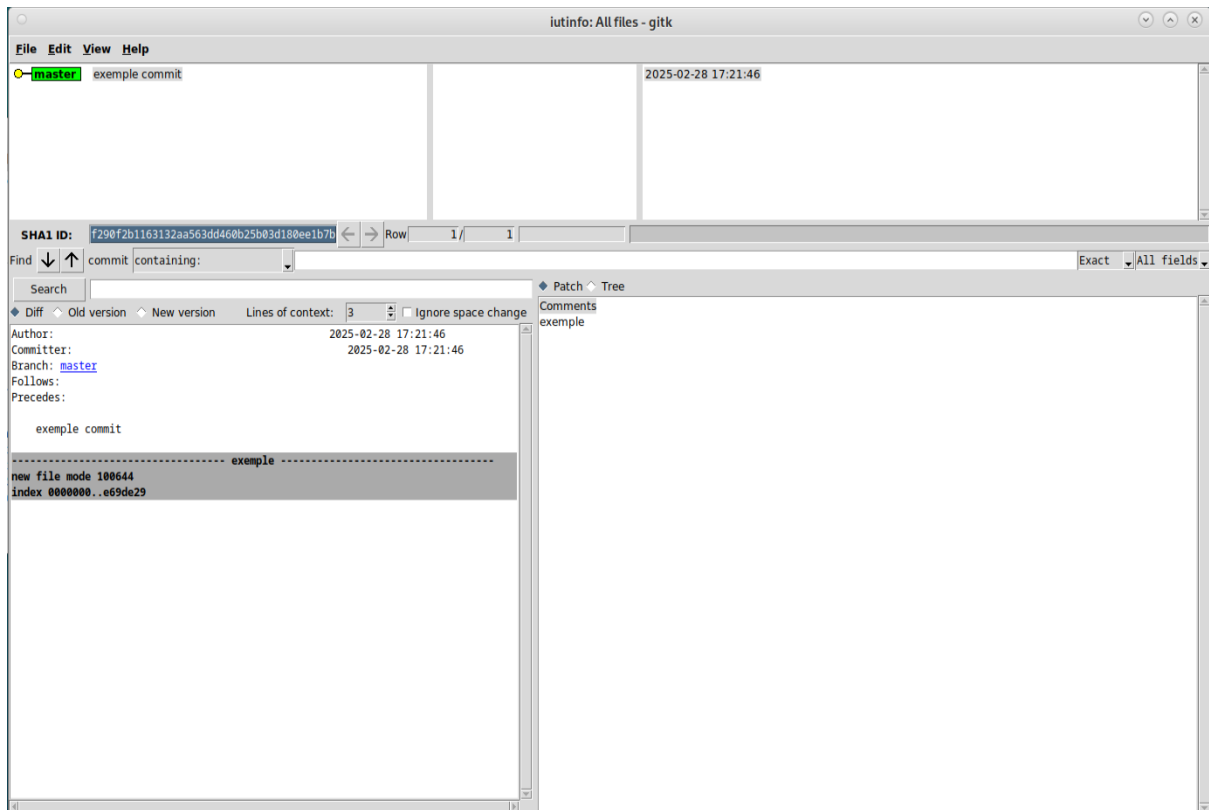 iutinfo: All files - gitk
File Edit View Help
master exemple commit 2025-02-28 17:21:46
SHA1 ID: f290f2b1163132aa563dd460b25b03d180ee1b7b Row 1/ 1
Find commit containing: Exact All fields
Search
Diff Old version New version Lines of context: 3 Ignore space change
Author: 2025-02-28 17:21:46
Committer: 2025-02-28 17:21:46
Branch: master
Follows:
Precedes:
exemple commit
---------------------------------- exemple ----------------------------------
new file mode 100644
index 0000000..e69de29
Patch Tree
Comments
exemple